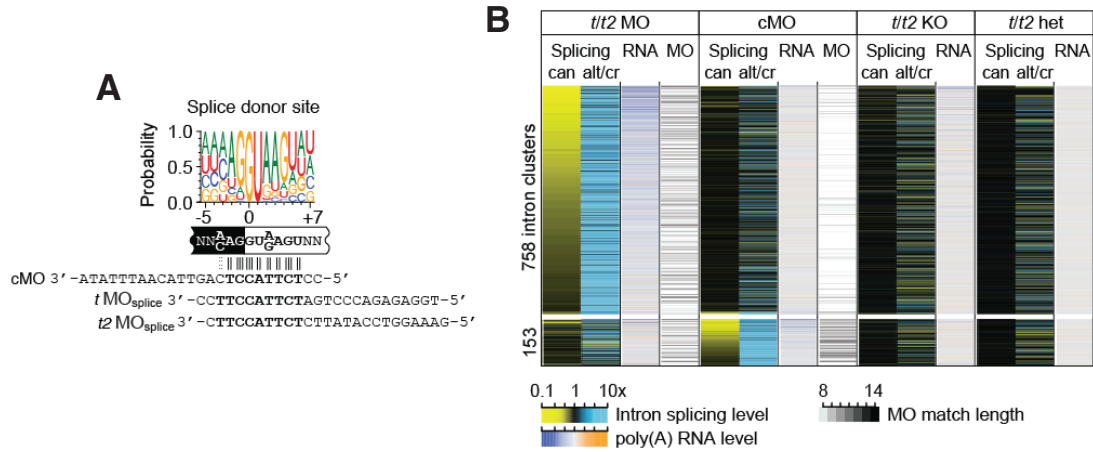 A
Splice donor site
Probability
1.0
0.5
0.0
-5 0 +7
NNACAGGUAGAGUNN
cMO 3’-ATATTTAACATTGACTCCATTCTCC-5’
t MOsplice 3’-CCTTCCATTCTAGTCCCAGAGAGGT-5’
t2 MOsplice 3’-CTTCCATTCTCTTATACCTGGAAAG-5’
B
t/t2 MO cMO t/t2 KO t/t2 het
Splicing RNA MO Splicing RNA MO Splicing RNA Splicing RNA
can alt/cr can alt/cr can alt/cr can alt/cr
758 intron clusters
153
0.1 1 10x
Intron splicing level
poly(A) RNA level
8 14
MO match length